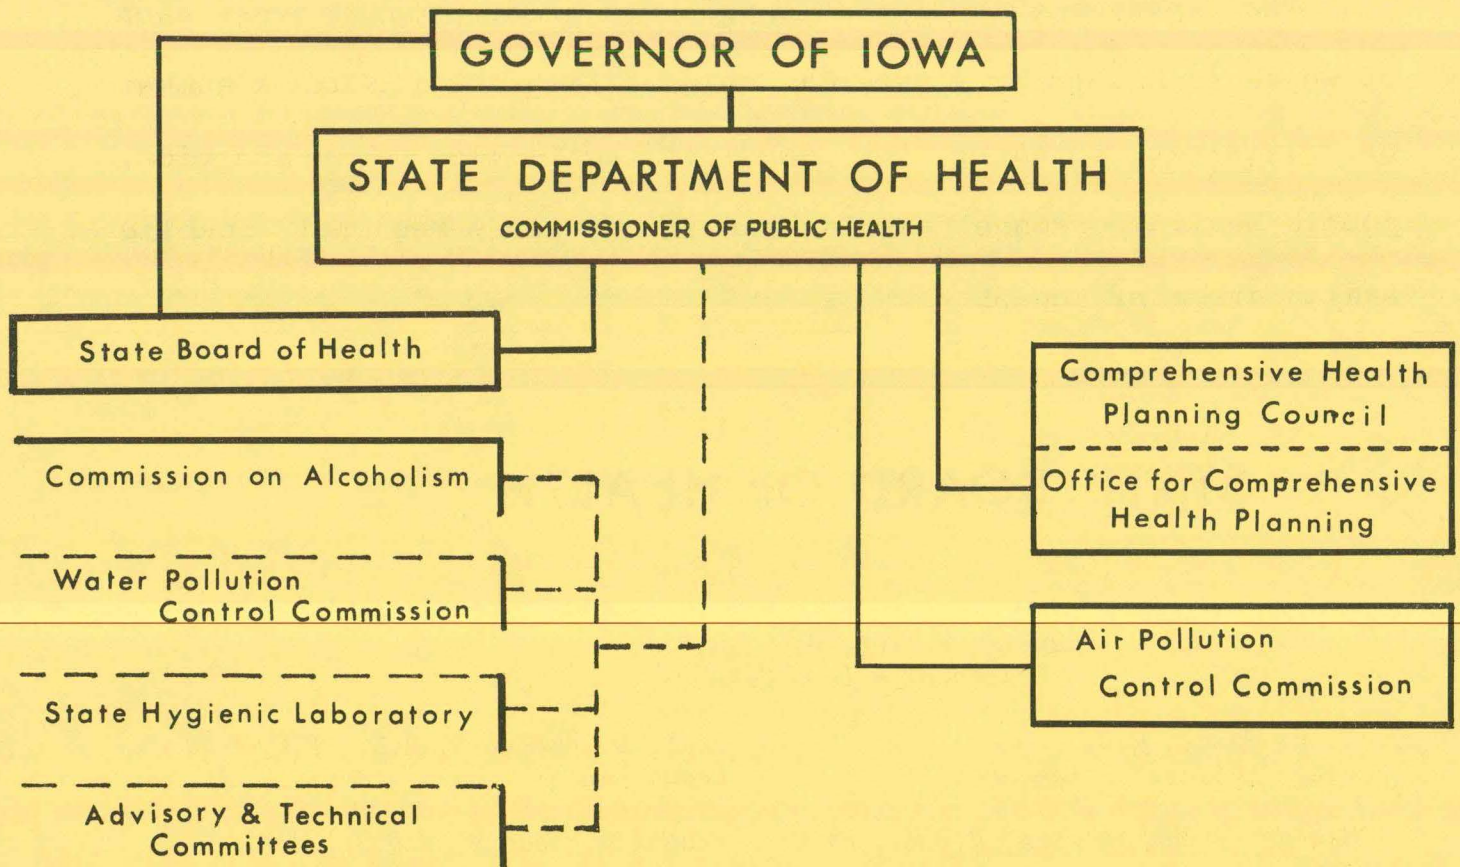 GOVERNOR OF IOWA
STATE DEPARTMENT OF HEALTH
COMMISSIONER OF PUBLIC HEALTH
State Board of Health
Commission on Alcoholism
Water Pollution
Control Commission
State Hygienic Laboratory
Advisory & Technical
Committees
Comprehensive Health
Planning Council
Office for Comprehensive
Health Planning
Air Pollution
Control Commission